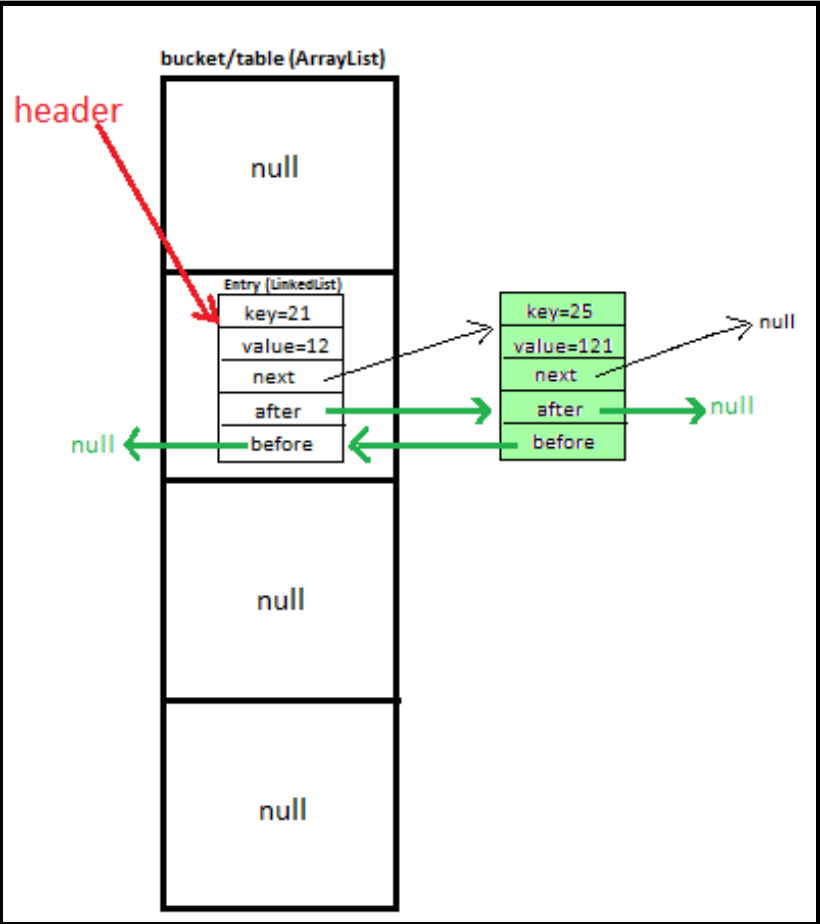 bucket/table (ArrayList)
header
null
Entry (LinkedList)
key=21
value=12
next
after
before
null
key=25
value=121
next
after
before
null
null
null
null